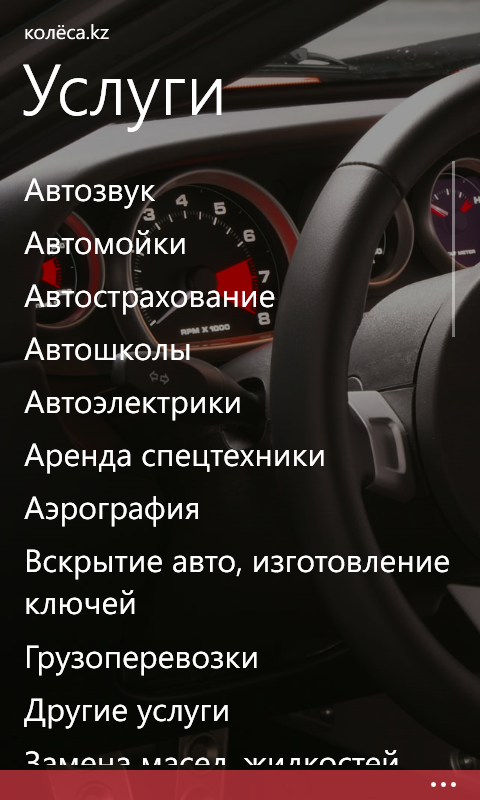 колёса.kz
Услуги
Автозвук
Автомойки
Автострахование
Автошколы
Автоэлектрики
Аренда спецтехники
Аэрография
Вскрытие авто, изготовление
ключей
Грузоперевозки
Другие услуги
Замена масел, жидкостей
3 4 5 6 7 8
RPM X 1000